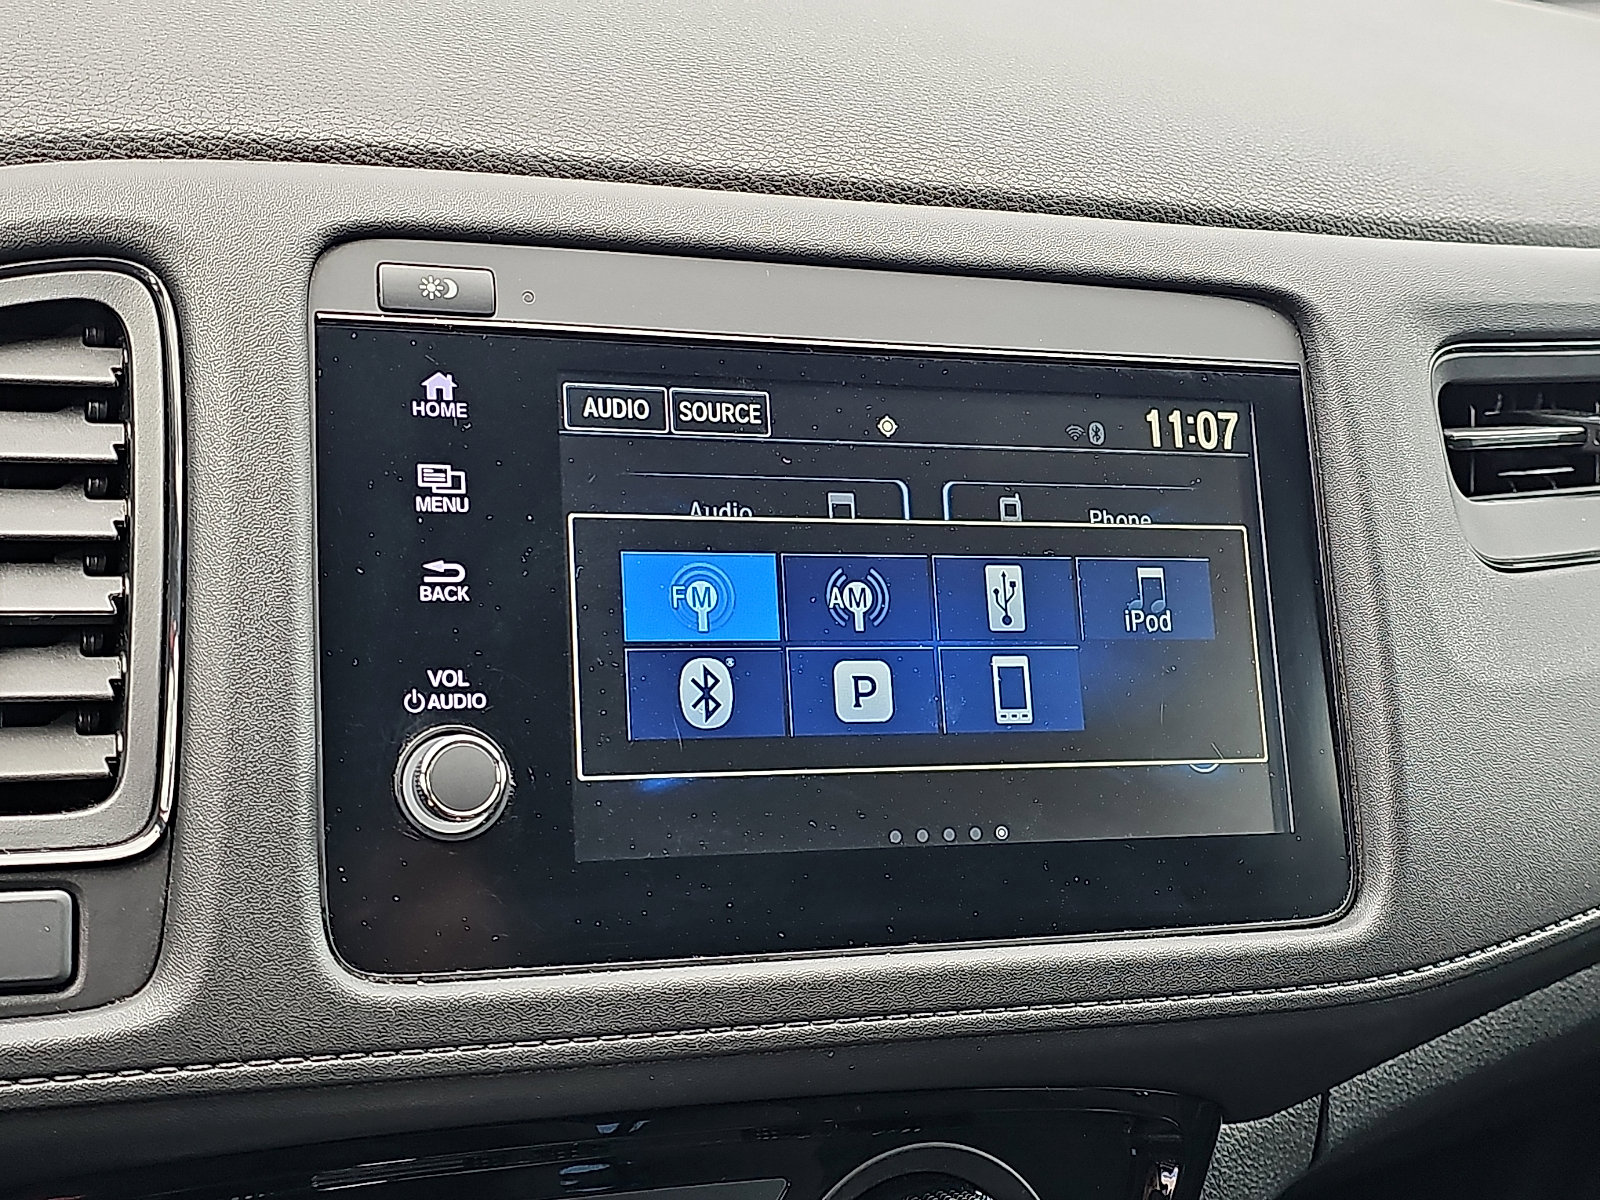 HOME
MENU
BACK
VOL
AUDIO
AUDIO SOURCE 11:07
Audio Phone
FM AM iPod
P